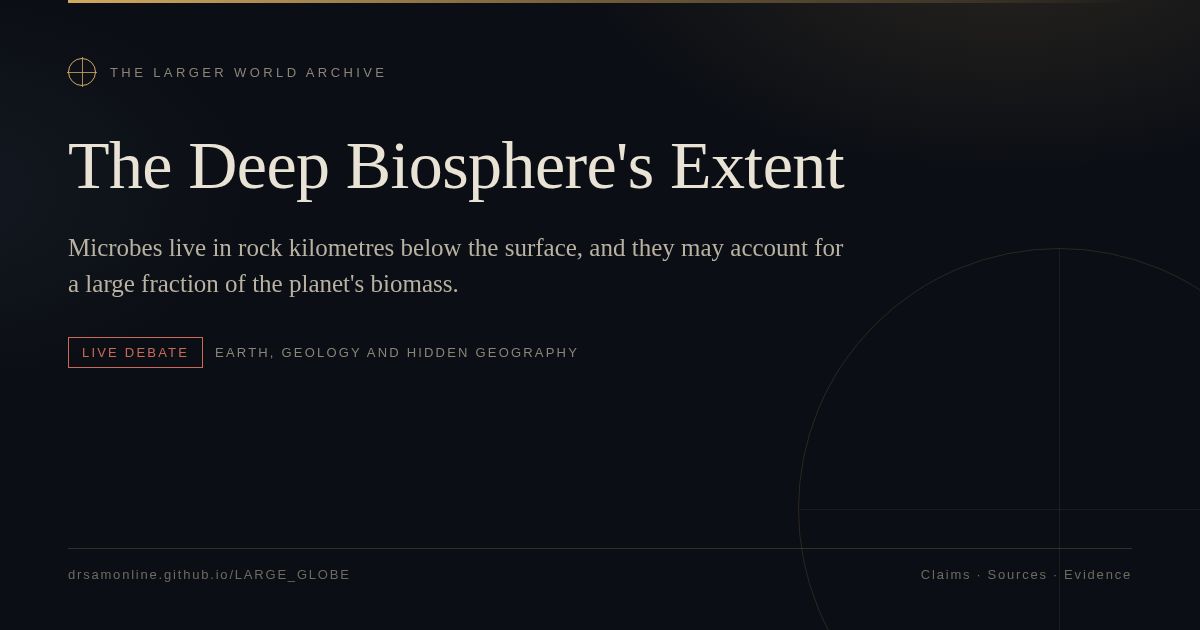 THE LARGER WORLD ARCHIVE
The Deep Biosphere's Extent
Microbes live in rock kilometres below the surface, and they may account for
a large fraction of the planet's biomass.
LIVE DEBATE
EARTH, GEOLOGY AND HIDDEN GEOGRAPHY
drsamonline.github.io/LARGE_GLOBE
Claims · Sources · Evidence